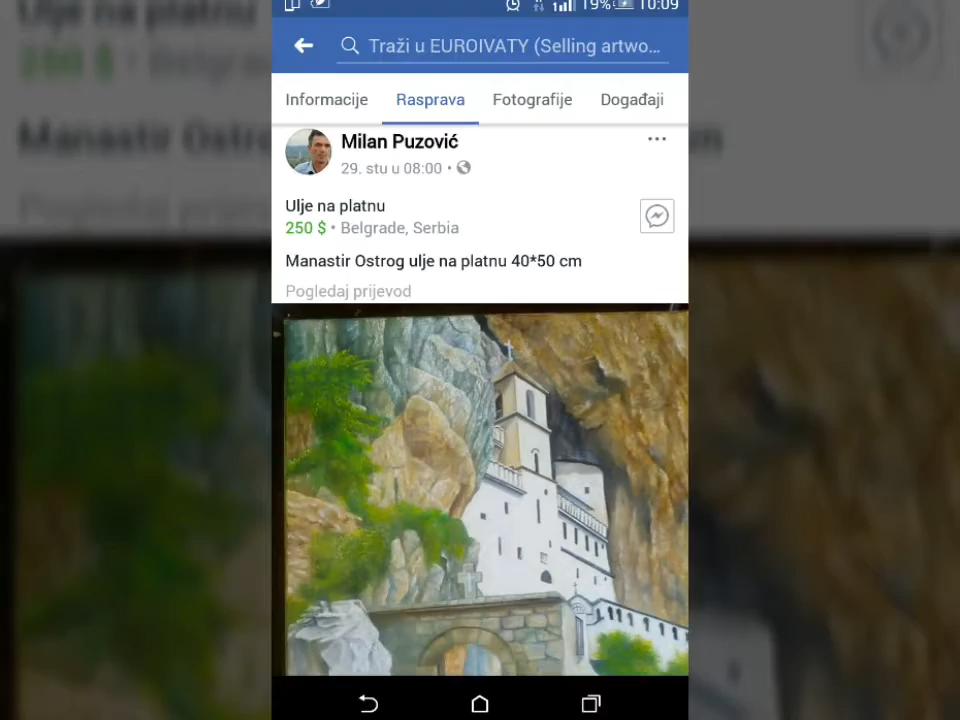 19% 10:09
Traži u EUROIVATY (Selling artwo...
Informacije Rasprava Fotografije Događaji
Milan Puzović
29. stu u 08:00 •
Ulje na platnu
250 $ • Belgrade, Serbia
Manastir Ostrog ulje na platnu 40*50 cm
Pogledaj prijevod